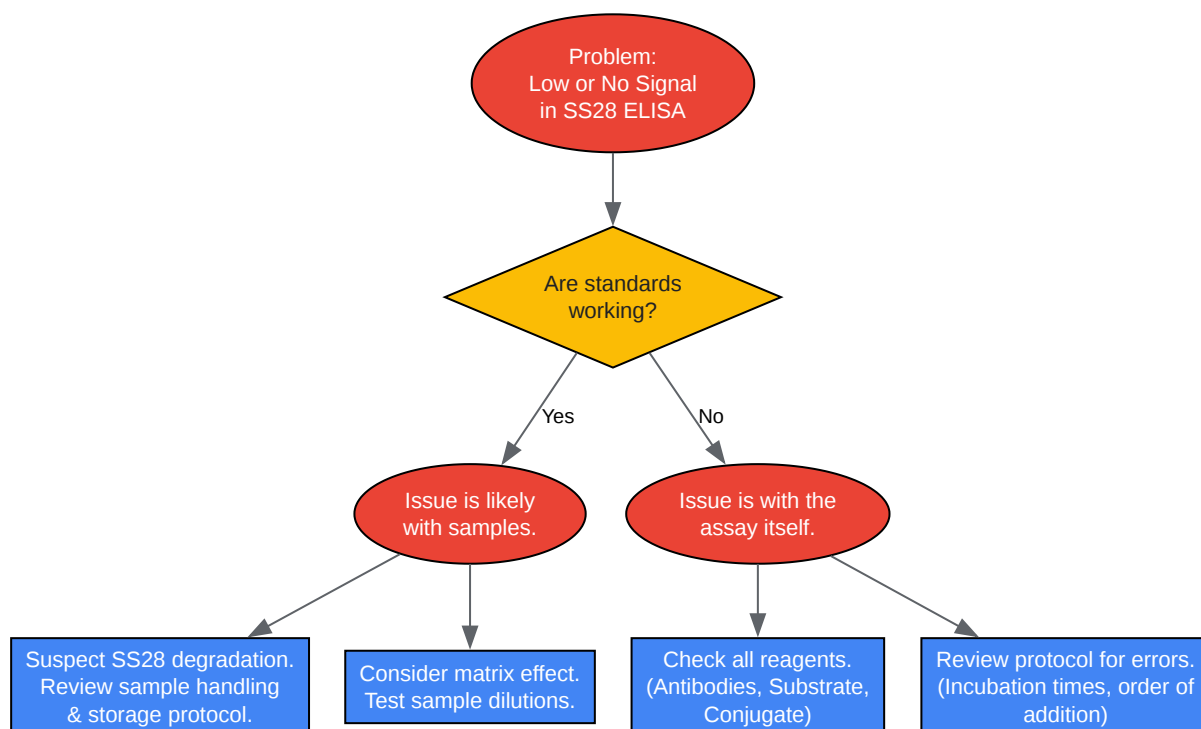 Problem:
Low or No Signal
in SS28 ELISA
Are standards
working?
Yes
No
Issue is likely
with samples.
Issue is with the
assay itself.
Suspect SS28 degradation.
Review sample handling
& storage protocol.
Consider matrix effect.
Test sample dilutions.
Check all reagents.
(Antibodies, Substrate,
Conjugate)
Review protocol for errors.
(Incubation times, order of
addition)